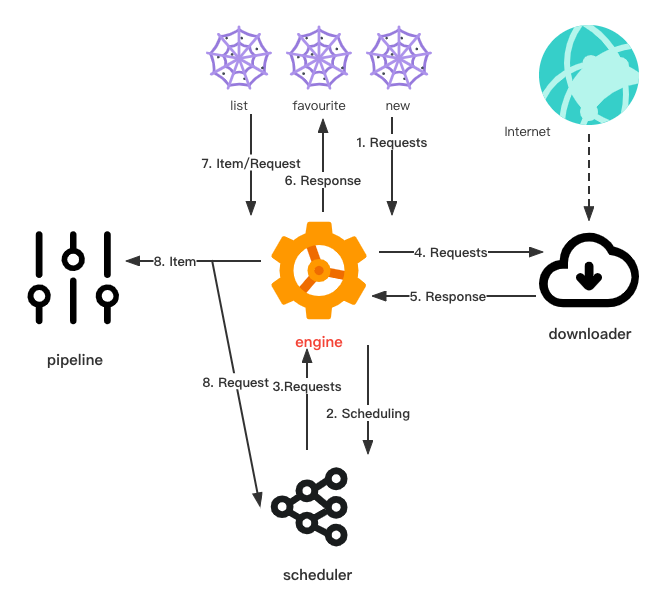 list
favourite
new
Internet
1. Requests
7. Item/Request
6. Response
4. Requests
8. Item
5. Response
downloader
engine
pipeline
8. Request
3.Requests
2. Scheduling
scheduler